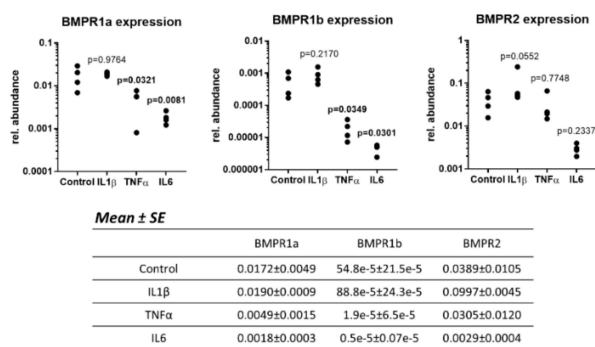 BMPR1a expression
0.1
0.01
0.001
0.0001
rel. abundance
p=0.9764
p=0.0321
p=0.0081
Control IL1β TNFα IL6
BMPR1b expression
0.01
0.001
0.0001
0.00001
0.000001
rel. abundance
p=0.2170
p=0.0349
p=0.0301
Control IL1β TNFα IL6
BMPR2 expression
1
0.1
0.01
0.001
rel. abundance
p=0.0552
p=0.7748
p=0.2337
Control IL1β TNFα IL6
Mean ± SE
BMPR1a BMPR1b BMPR2
Control 0.0172±0.0049 54.8e-5±21.5e-5 0.0389±0.0105
IL1β 0.0190±0.0009 88.8e-5±24.3e-5 0.0997±0.0045
TNFα 0.0049±0.0015 1.9e-5±6.5e-5 0.0305±0.0120
IL6 0.0018±0.0003 0.5e-5±0.07e-5 0.0029±0.0004